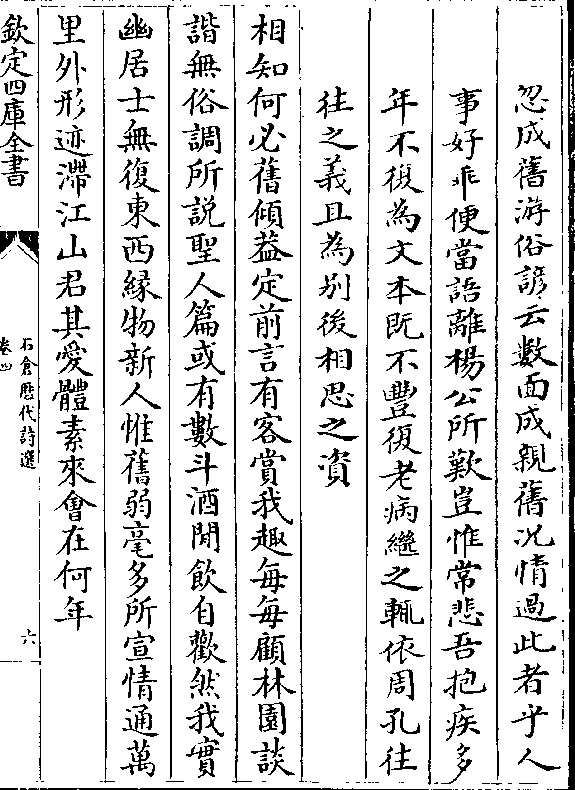 忽成舊游俗諺云數面成親舊况情過此者乎人
事好乖便當語離楊公所歎豈惟常悲吾抱疾多
年不復為文本既不豐復老病繼之輒依周孔往
往之義且為别後相思之資
相知何必舊傾葢定前言有客賞我趣每每顧林園談
諧無俗調所説聖人篇或有數斗酒閒飲自歡然我實
幽居士無復東西縁物新人惟舊弱毫多所宣情通萬
里外形迹滯江山君其愛體素來會在何年
欽定四庫全書
石倉歴代詩選
卷四
六